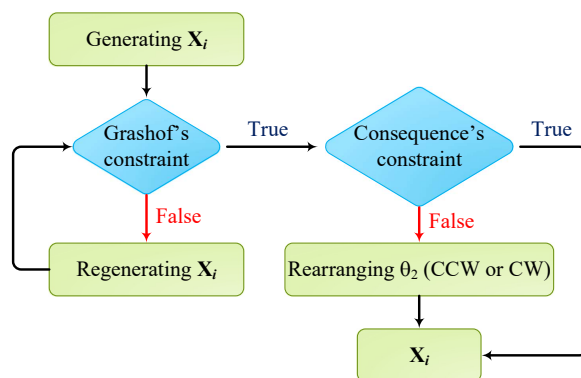 Generating Xᵢ
Grashof's
constraint
True
Consequence's
constraint
True
False
False
Regenerating Xᵢ
Rearranging θ₂ (CCW or CW)
Xᵢ